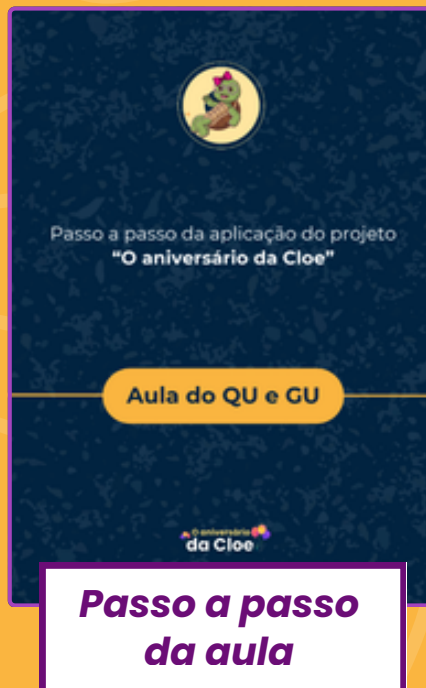 Passo a passo da aplicação do projeto
“O aniversário da Cloe”
Aula do QU e GU
O aniversário
da Cloe
Passo a passo
da aula